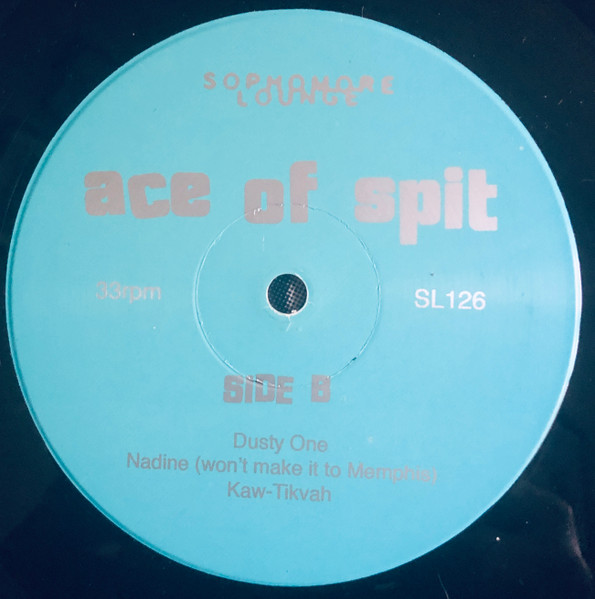 SOPHOMORE
LOUNGE
ace of spit
33rpm
SL126
SIDE B
Dusty One
Nadine (won't make it to Memphis)
Kaw-Tikvah